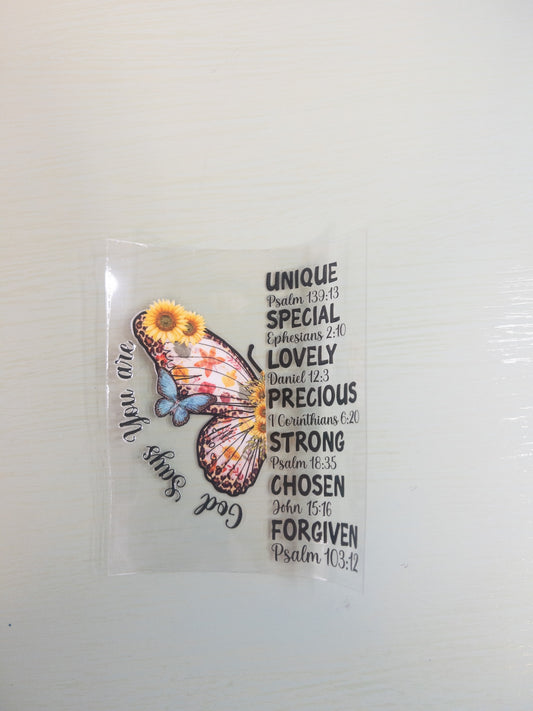 God Says You are
UNIQUE
Psalm 139:13
SPECIAL
Ephesians 2:10
LOVELY
Daniel 12:3
PRECIOUS
1 Corinthians 6:20
STRONG
Psalm 18:35
CHOSEN
John 15:16
FORGIVEN
Psalm 103:12